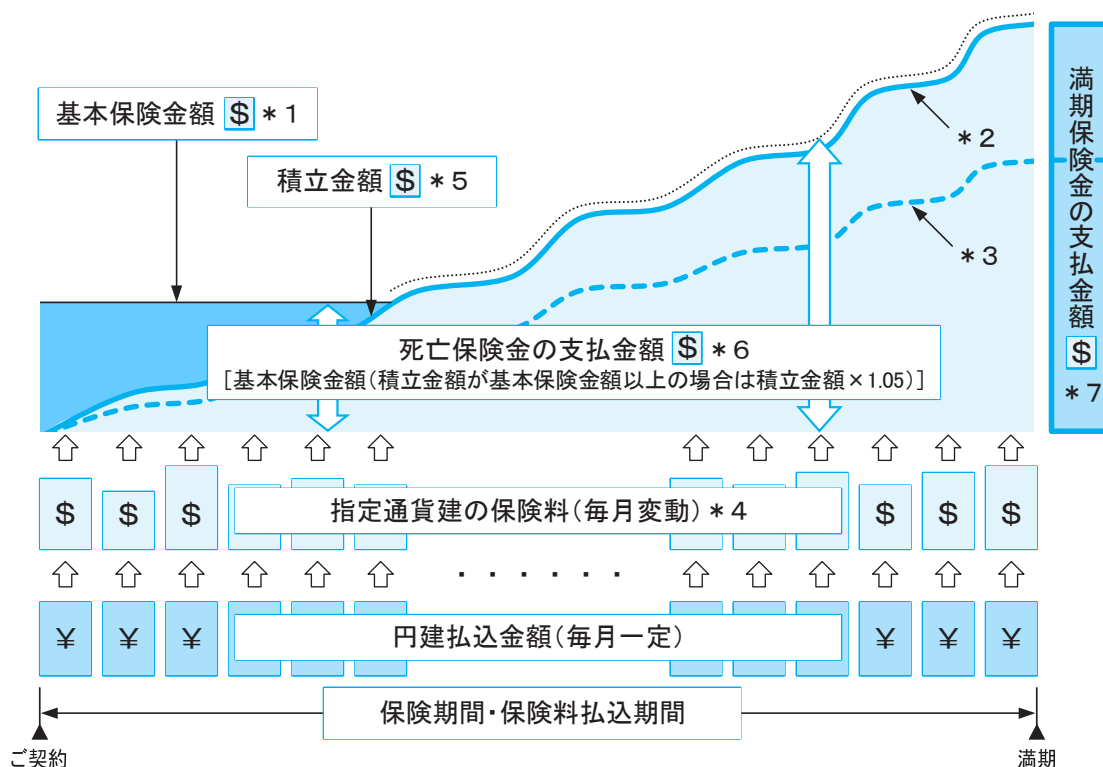 基本保険金額 $ *1
積立金額 $ *5
*2
*3
満期保険金の支払金額 $ *7
死亡保険金の支払金額 $ *6
[基本保険金額(積立金額が基本保険金額以上の場合は積立金額×1.05)]
$ $ $ 指定通貨建の保険料(毎月変動)*4 $ $ $
・・・・・・
¥ ¥ ¥ 円建払込金額(毎月一定) ¥ ¥ ¥
保険期間・保険料払込期間
ご契約
満期